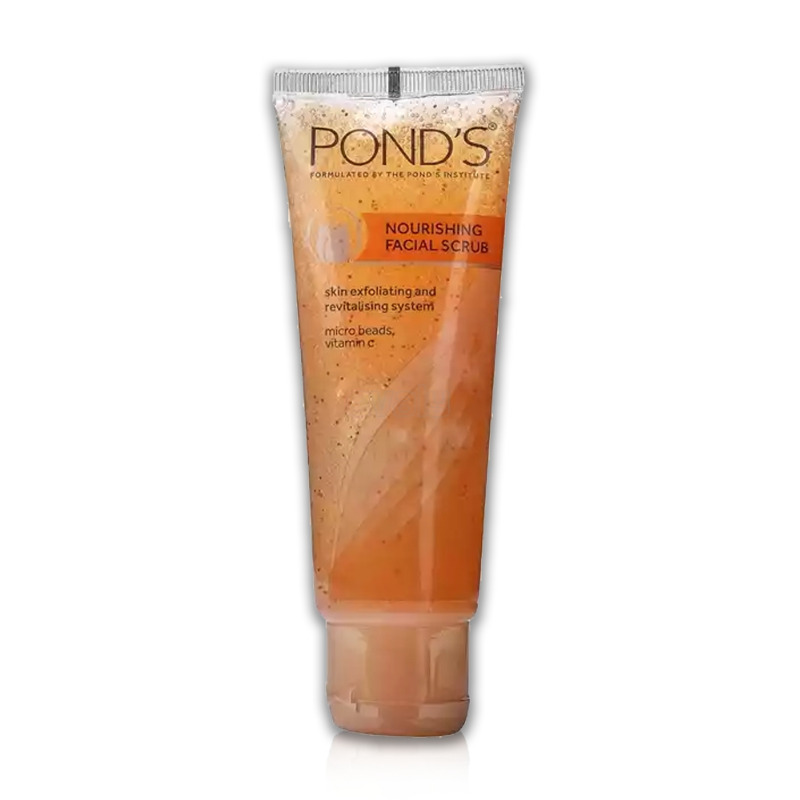 POND'S®
FORMULATED BY THE POND'S INSTITUTE
NOURISHING
FACIAL SCRUB
skin exfoliating and
revitalising system
micro beads,
vitamin c